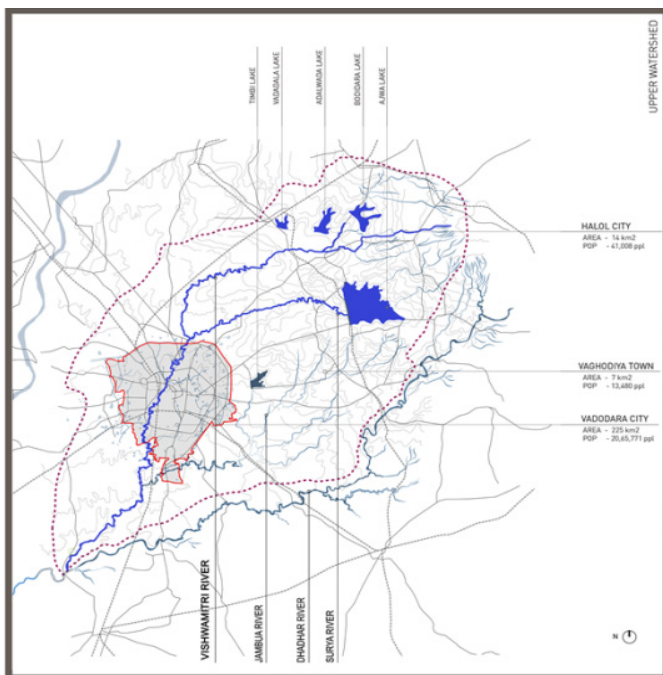 UPPER WATERSHED
TIMBI LAKE
VADADALA LAKE
ADALWADA LAKE
BODIDARA LAKE
AJWA LAKE
HALOL CITY
AREA - 14 km2
POP - 41,008 ppl
VAGHODIYA TOWN
AREA - 7 km2
POP - 13,480 ppl
VADODARA CITY
AREA - 225 km2
POP - 20,65,771 ppl
VISHWAMITRI RIVER
JAMBUA RIVER
DHADHAR RIVER
SURYA RIVER
N